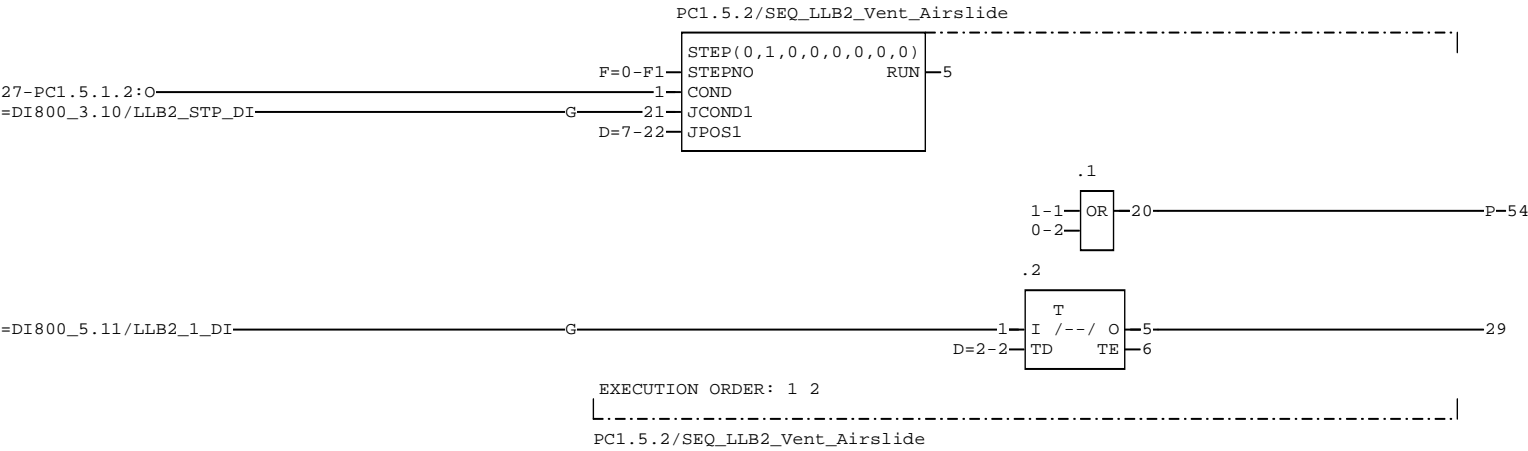 PC1.5.2/SEQ_LLB2_Vent_Airslide
STEP(0,1,0,0,0,0,0,0)
F=0-F1 STEPNO RUN 5
27-PC1.5.1.2:O 1 COND
=DI800_3.10/LLB2_STP_DI G 21 JCOND1
D=7-22 JPOS1
.1
1-1 OR 20 P-54
0-2
.2
T
=DI800_5.11/LLB2_1_DI G 1 I /--/ O 5 29
D=2-2 TD TE 6
EXECUTION ORDER: 1 2
PC1.5.2/SEQ_LLB2_Vent_Airslide